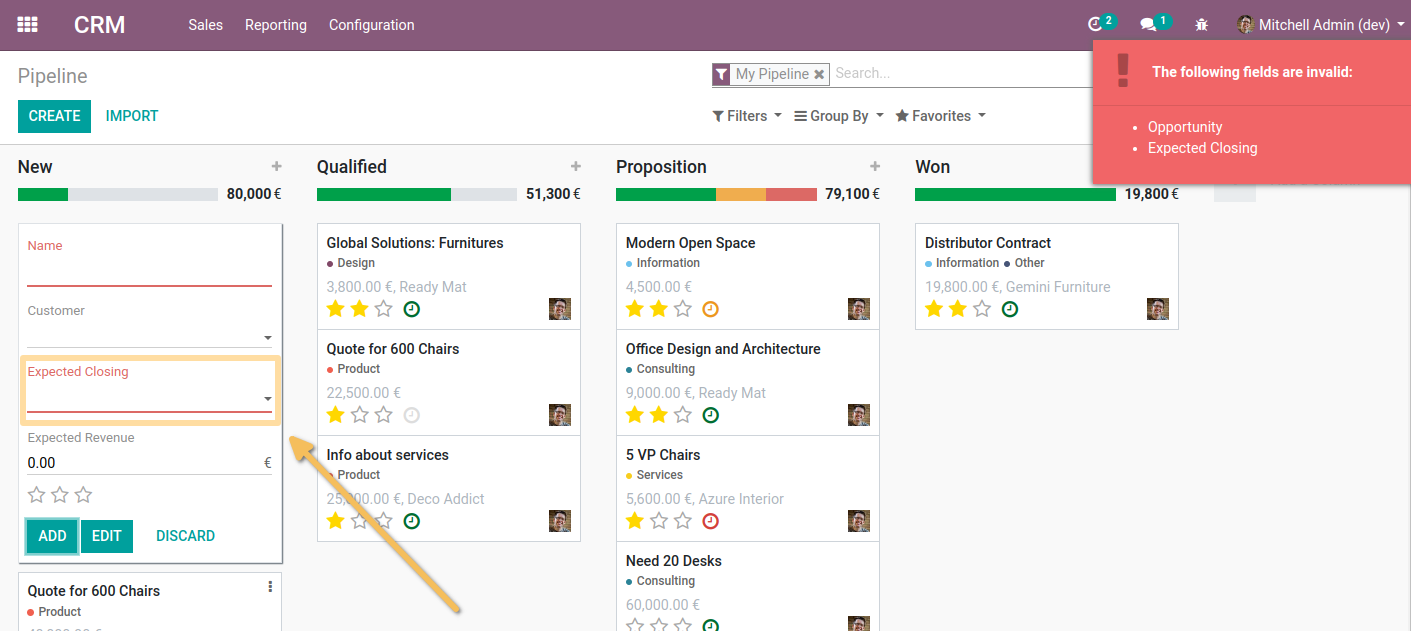 CRM
Sales Reporting Configuration
2 1 Mitchell Admin (dev)
The following fields are invalid:
Opportunity
Expected Closing
Pipeline
My Pipeline Search...
CREATE IMPORT
Filters Group By Favorites
New
80,000 €
Name
Customer
Expected Closing
Expected Revenue
0.00 €
ADD EDIT DISCARD
Quote for 600 Chairs
Product
Qualified
51,300 €
Global Solutions: Furnitures
Design
3,800.00 €, Ready Mat
Quote for 600 Chairs
Product
22,500.00 €
Info about services
Product
Deco Addict
Proposition
79,100 €
Modern Open Space
Information
4,500.00 €
Office Design and Architecture
Consulting
9,000.00 €, Ready Mat
5 VP Chairs
Services
5,600.00 €, Azure Interior
Need 20 Desks
Consulting
60,000.00 €
Won
19,800 €
Distributor Contract
Information Other
19,800.00 €, Gemini Furniture